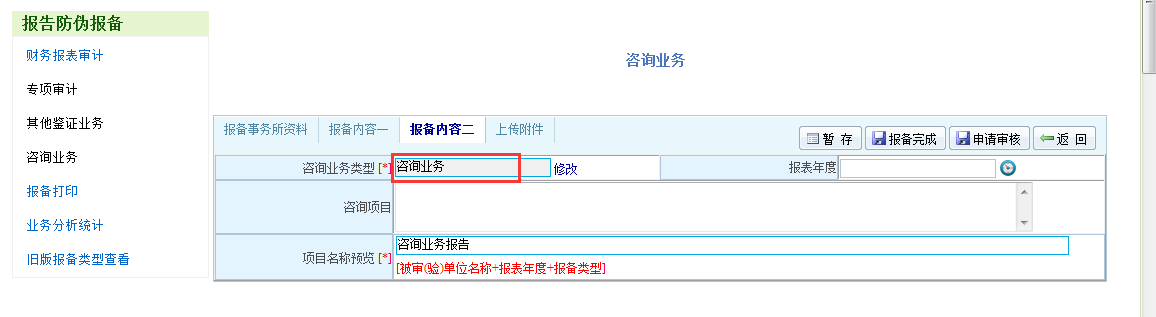 报告防伪报备
财务报表审计
专项审计
其他鉴证业务
咨询业务
报备打印
业务分析统计
旧版报备类型查看
咨询业务
报备事务所资料 报备内容一 报备内容二 上传附件
暂 存 报备完成 申请审核 返 回
咨询业务类型 [*] 咨询业务 修改 报表年度
咨询项目
项目名称预览 [*] 咨询业务报告
[被审(验)单位名称+报表年度+报备类型]